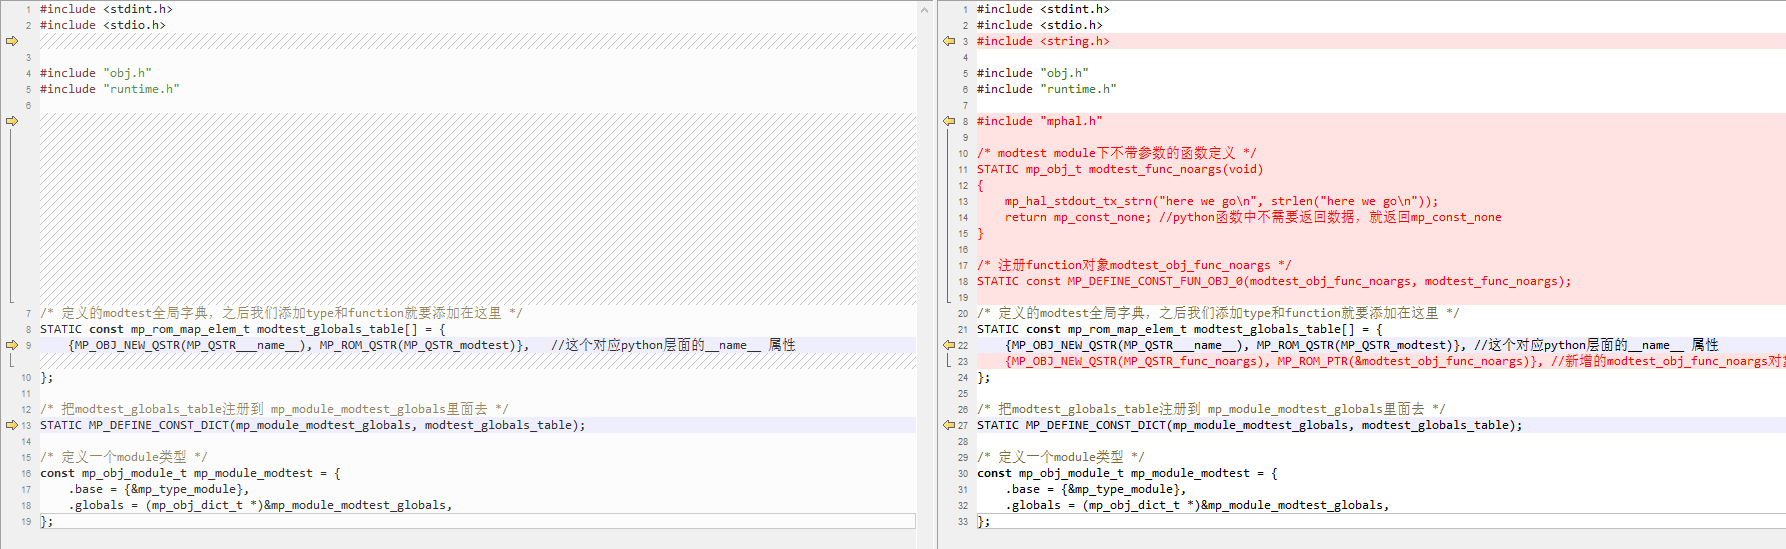 1 #include <stdint.h>
2 #include <stdio.h>
3
4 #include "obj.h"
5 #include "runtime.h"
6
7 /* 定义的modtest全局字典，之后我们添加type和function就要添加在这里 */
8 STATIC const mp_rom_map_elem_t modtest_globals_table[] = {
9 {MP_OBJ_NEW_QSTR(MP_QSTR___name__), MP_ROM_QSTR(MP_QSTR_modtest)}, //这个对应python层面的__name__ 属性
10 };
11
12 /* 把modtest_globals_table注册到 mp_module_modtest_globals里面去 */
13 STATIC MP_DEFINE_CONST_DICT(mp_module_modtest_globals, modtest_globals_table);
14
15 /* 定义一个module类型 */
16 const mp_obj_module_t mp_module_modtest = {
17 .base = {&mp_type_module},
18 .globals = (mp_obj_dict_t *)&mp_module_modtest_globals,
19 };
1 #include <stdint.h>
2 #include <stdio.h>
3 #include <string.h>
4
5 #include "obj.h"
6 #include "runtime.h"
7
8 #include "mphal.h"
9
10 /* modtest module下不带参数的函数定义 */
11 STATIC mp_obj_t modtest_func_noargs(void)
12 {
13 mp_hal_stdout_tx_strn("here we go\n", strlen("here we go\n"));
14 return mp_const_none; //python函数中不需要返回数据，就返回mp_const_none
15 }
16
17 /* 注册function对象modtest_obj_func_noargs */
18 STATIC const MP_DEFINE_CONST_FUN_OBJ_0(modtest_obj_func_noargs, modtest_func_noargs);
19
20 /* 定义的modtest全局字典，之后我们添加type和function就要添加在这里 */
21 STATIC const mp_rom_map_elem_t modtest_globals_table[] = {
22 {MP_OBJ_NEW_QSTR(MP_QSTR___name__), MP_ROM_QSTR(MP_QSTR_modtest)}, //这个对应python层面的__name__ 属性
23 {MP_OBJ_NEW_QSTR(MP_QSTR_func_noargs), MP_ROM_PTR(&modtest_obj_func_noargs)}, //新增的modtest_obj_func_noargs对
24 };
25
26 /* 把modtest_globals_table注册到 mp_module_modtest_globals里面去 */
27 STATIC MP_DEFINE_CONST_DICT(mp_module_modtest_globals, modtest_globals_table);
28
29 /* 定义一个module类型 */
30 const mp_obj_module_t mp_module_modtest = {
31 .base = {&mp_type_module},
32 .globals = (mp_obj_dict_t *)&mp_module_modtest_globals,
33 };